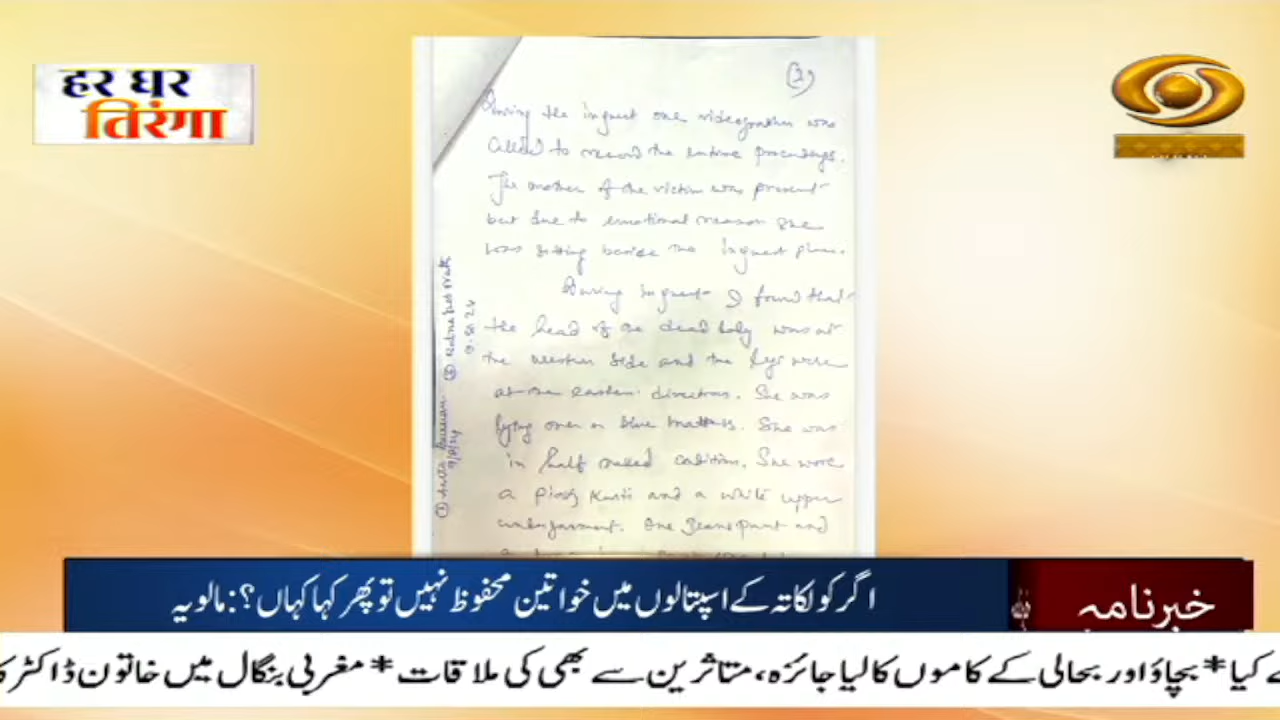 हर घर
तिरंगा
(2)
During the inquest one videographer was
called to record the entire proceedings.
The mother of the victim was present
but due to emotional reason she
was sitting beside the inquest place.
During inquest I found that
the head of the dead body was at
the western side and the legs were
at the eastern directions. She was
lying over a blue mattress. She was
in half naked condition. She wore
a pink Kurti and a white upper
undergarment. One Jeans pant and
اگر کولکاتہ کے اسپتالوں میں خواتین محفوظ نہیں تو پھر کہا کہاں؟: مالویہ
خبرنامہ
کیا * بچاؤ اور بحالی کے کاموں کا لیا جائزہ، متاثرین سے بھی کی ملاقات * مغربی بنگال میں خاتون ڈاکٹر